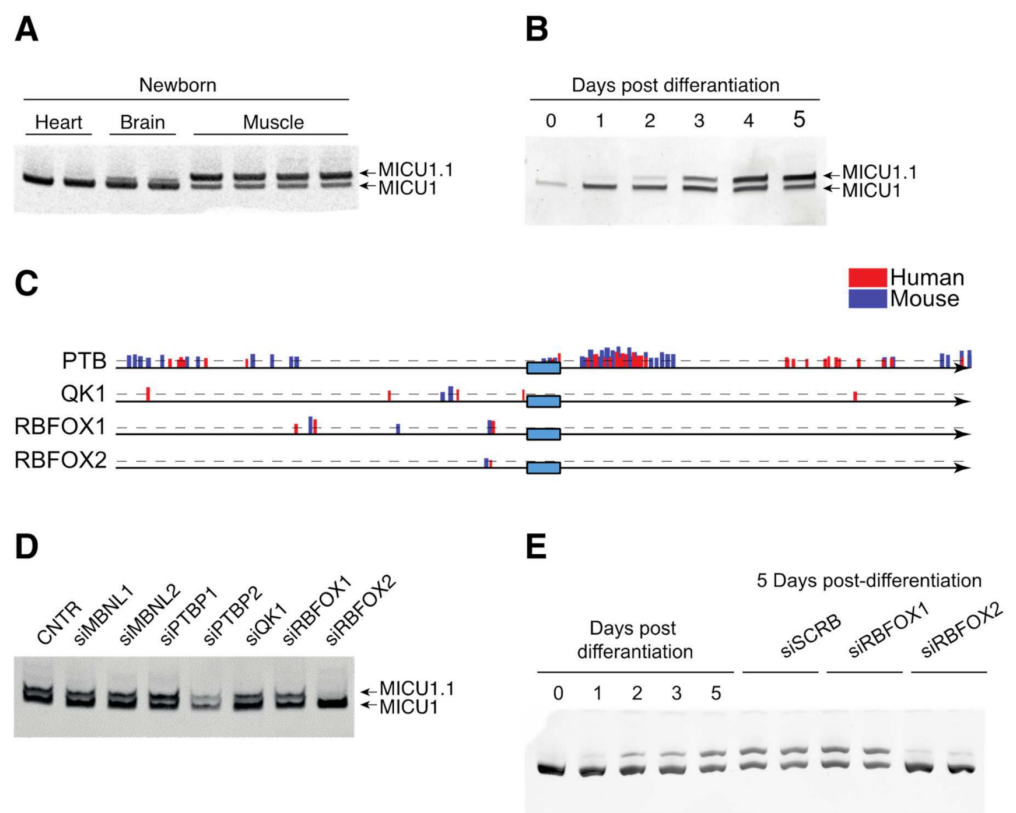 A
Newborn
Heart Brain Muscle
MICU1.1
MICU1
B
Days post differantiation
0 1 2 3 4 5
MICU1.1
MICU1
C
Human
Mouse
PTB
QK1
RBFOX1
RBFOX2
D
CNTR siMBNL1 siMBNL2 siPTBP1 siPTBP2 siQK1 siRBFOX1 siRBFOX2
MICU1.1
MICU1
E
5 Days post-differentiation
Days post
differantiation
siSCRB siRBFOX1 siRBFOX2
0 1 2 3 5